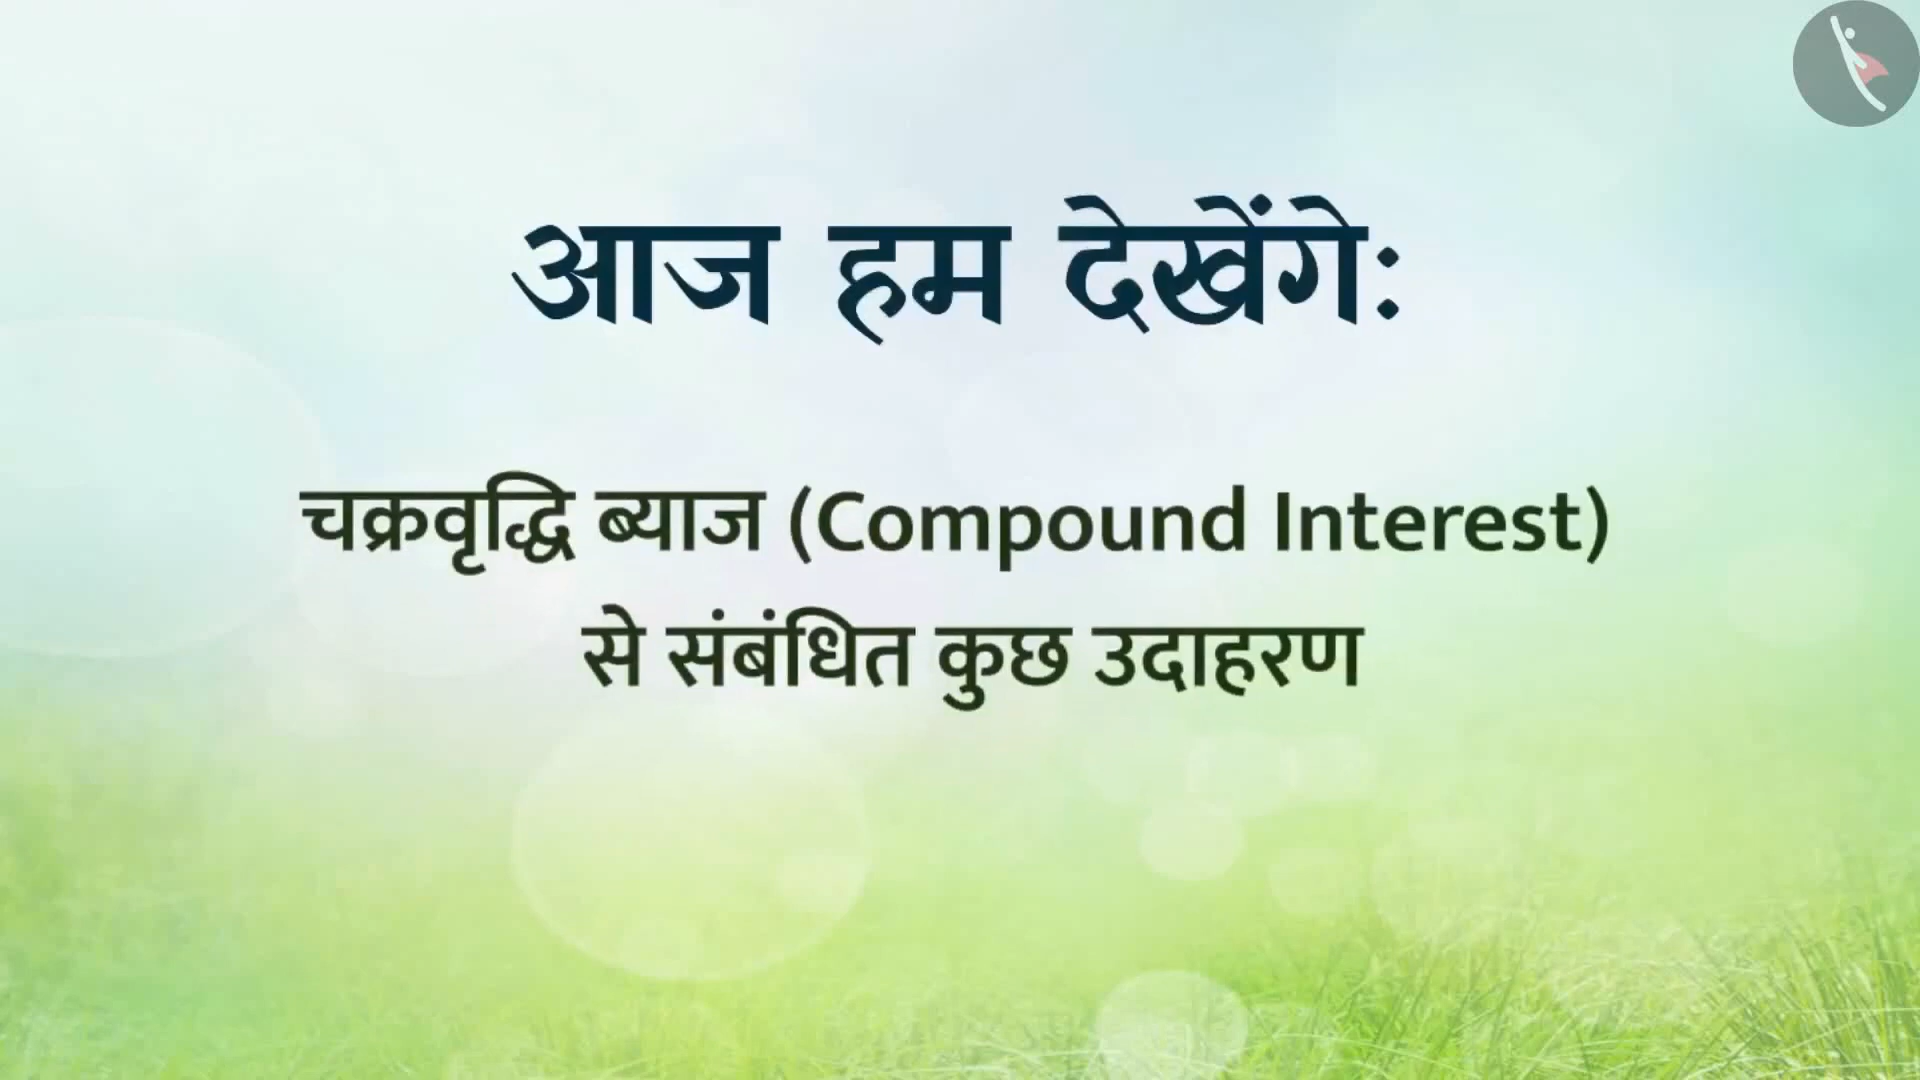 आज हम देखेंगे:
चक्रवृद्धि ब्याज (Compound Interest)
से संबंधित कुछ उदाहरण